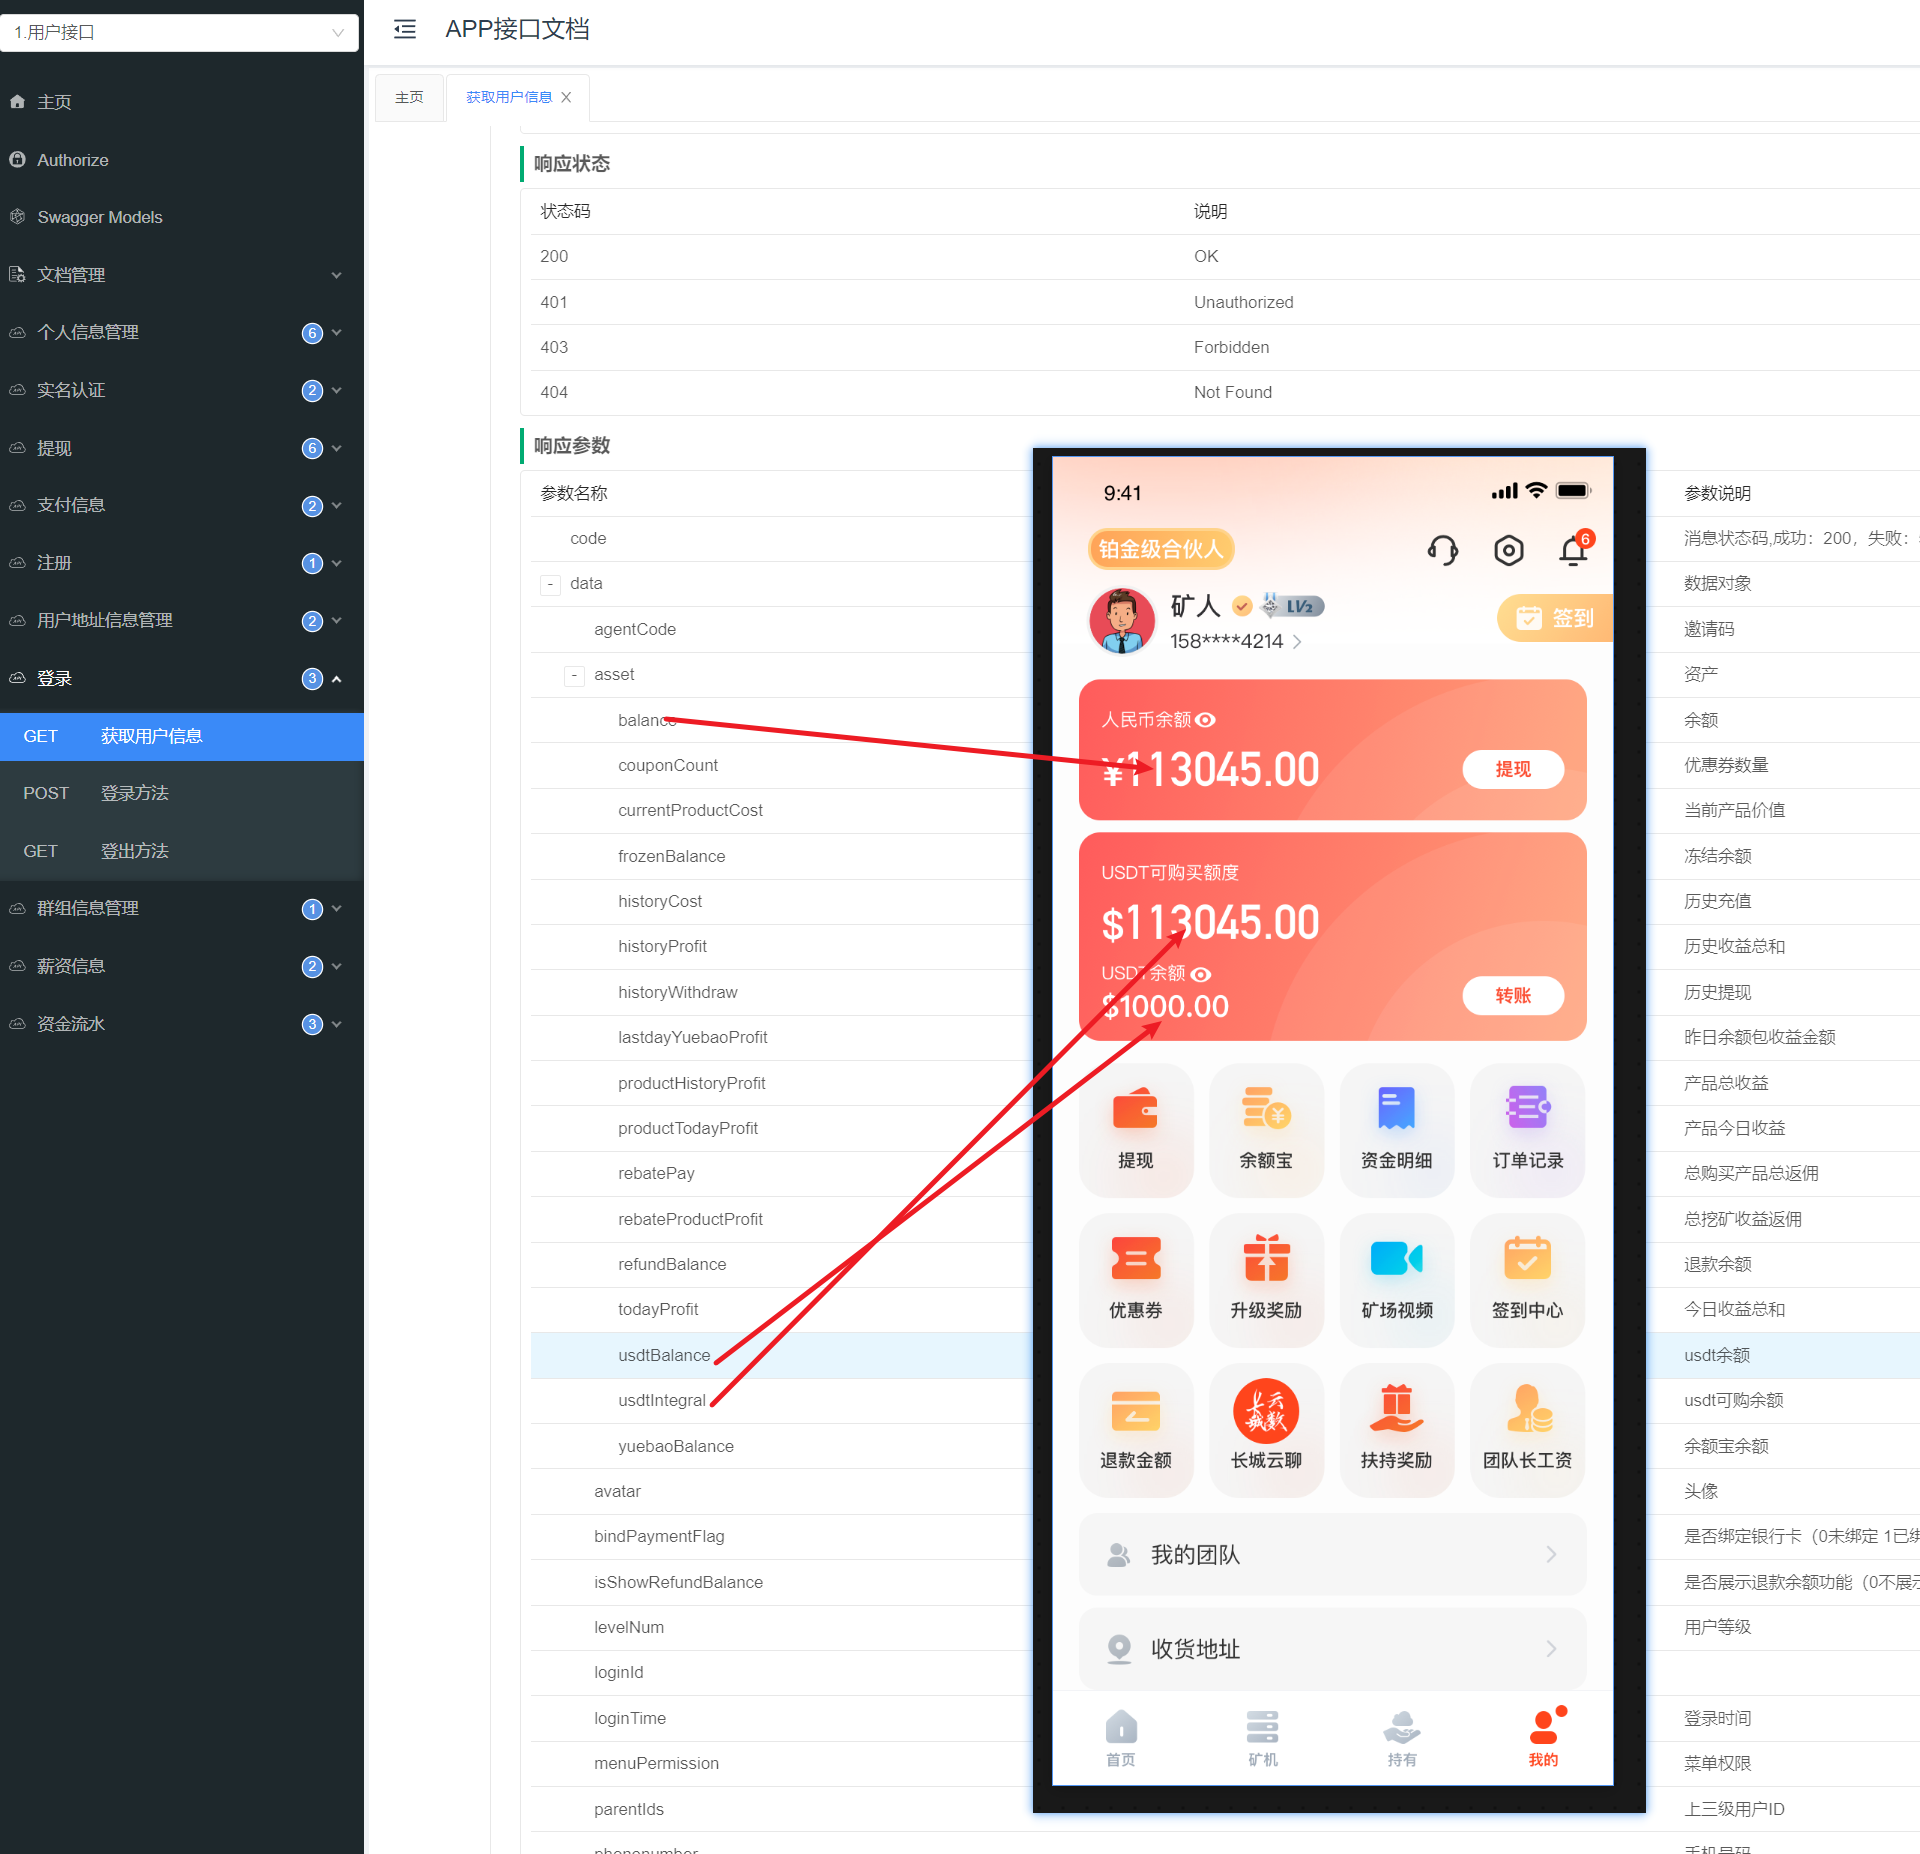 1.用户接口
主页
Authorize
Swagger Models
文档管理
个人信息管理 6
实名认证 2
提现 6
支付信息 2
注册 1
用户地址信息管理 2
登录 3
GET 获取用户信息
POST 登录方法
GET 登出方法
群组信息管理 1
薪资信息 2
资金流水 3
APP接口文档
主页 获取用户信息
响应状态
状态码 说明
200 OK
401 Unauthorized
403 Forbidden
404 Not Found
响应参数
参数名称 参数说明
code 消息状态码,成功：200，失败：
- data 数据对象
agentCode 邀请码
- asset 资产
balance 余额
couponCount 优惠券数量
currentProductCost 当前产品价值
frozenBalance 冻结余额
historyCost 历史充值
historyProfit 历史收益总和
historyWithdraw 历史提现
lastdayYuebaoProfit 昨日余额包收益金额
productHistoryProfit 产品总收益
productTodayProfit 产品今日收益
rebatePay 总购买产品总返佣
rebateProductProfit 总挖矿收益返佣
refundBalance 退款余额
todayProfit 今日收益总和
usdtBalance usdt余额
usdtIntegral usdt可购余额
yuebaoBalance 余额宝余额
avatar 头像
bindPaymentFlag 是否绑定银行卡（0未绑定 1已绑
isShowRefundBalance 是否展示退款余额功能（0不展示
levelNum 用户等级
loginId
loginTime 登录时间
menuPermission 菜单权限
parentIds 上三级用户ID
phonenumber 手机号码
9:41
铂金级合伙人
6
矿人 LV2
158****4214
签到
人民币余额
¥113045.00
提现
USDT可购买额度
$113045.00
USDT余额
$1000.00
转账
提现 余额宝 资金明细 订单记录
优惠券 升级奖励 矿场视频 签到中心
长城云数
退款金额 长城云聊 扶持奖励 团队长工资
我的团队
收货地址
首页 矿机 持有 我的